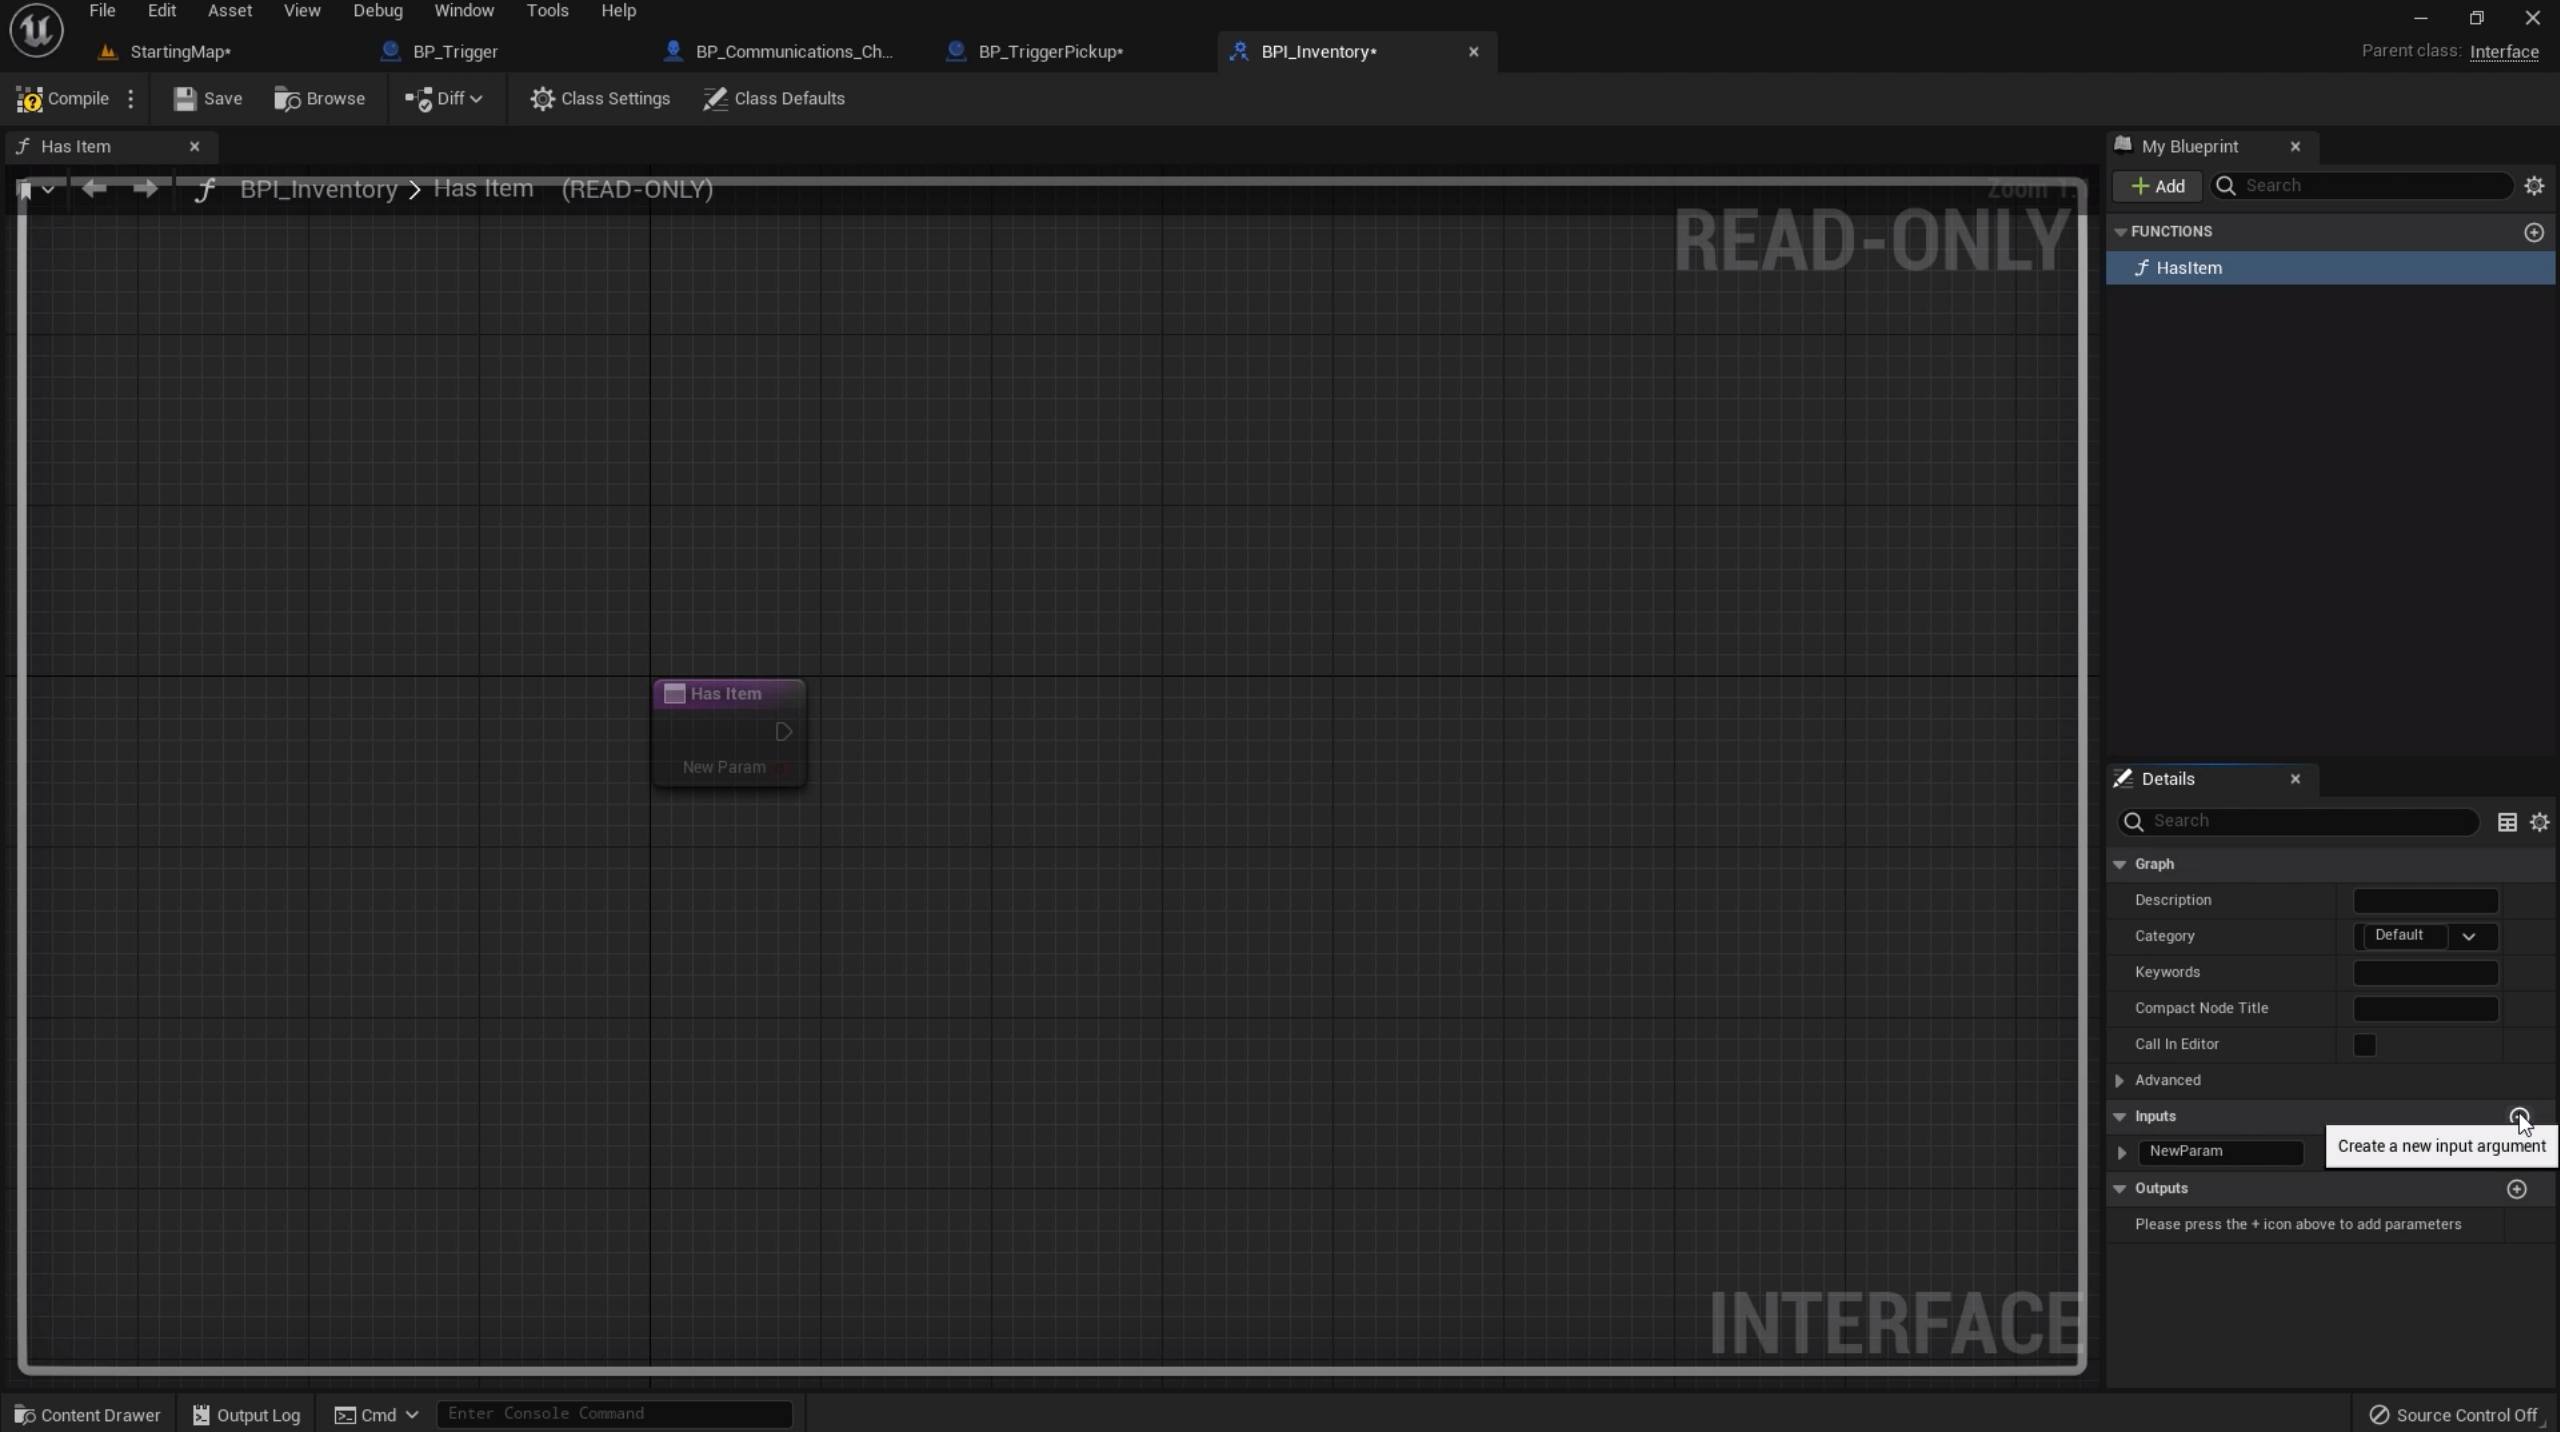 File Edit Asset View Debug Window Tools Help
StartingMap*
BP_Trigger
BP_Communications_Ch...
BP_TriggerPickup*
BPI_Inventory*
Parent class: Interface
Compile
Save
Browse
Diff
Class Settings
Class Defaults
Has Item
BPI_Inventory > Has Item (READ-ONLY)
READ-ONLY
Has Item
New Param
INTERFACE
My Blueprint
+ Add
Search
FUNCTIONS
f HasItem
Details
Search
Graph
Description
Category Default
Keywords
Compact Node Title
Call In Editor
Advanced
Inputs
NewParam
Create a new input argument
Outputs
Please press the + icon above to add parameters
Content Drawer
Output Log
Cmd
Enter Console Command
Source Control Off